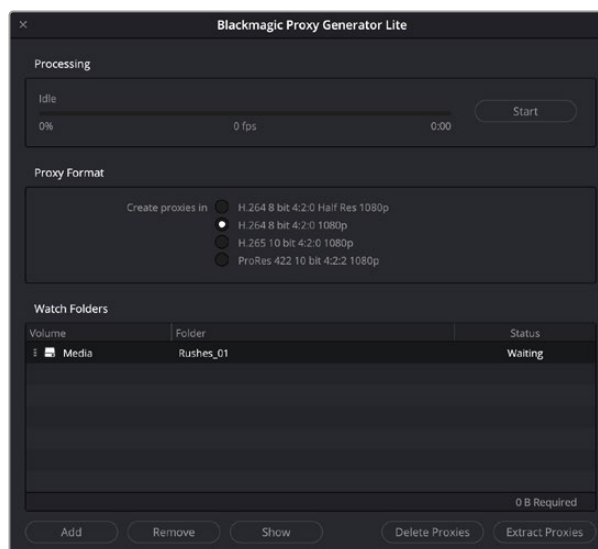 Blackmagic Proxy Generator Lite
Processing
Idle
0% 0 fps 0:00
Start
Proxy Format
Create proxies in H.264 8 bit 4:2:0 Half Res 1080p
H.264 8 bit 4:2:0 1080p
H.265 10 bit 4:2:0 1080p
ProRes 422 10 bit 4:2:2 1080p
Watch Folders
Volume Folder Status
Media Rushes_01 Waiting
0 B Required
Add Remove Show Delete Proxies Extract Proxies